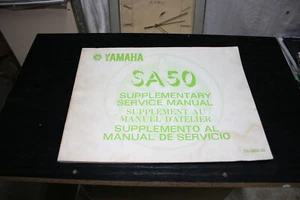 YAMAHA
SA50
SUPPLEMENTARY
SERVICE MANUAL
SUPPLEMENT AU
MANUEL D'ATELIER
SUPPLEMENTO AL
MANUAL DE SERVICIO